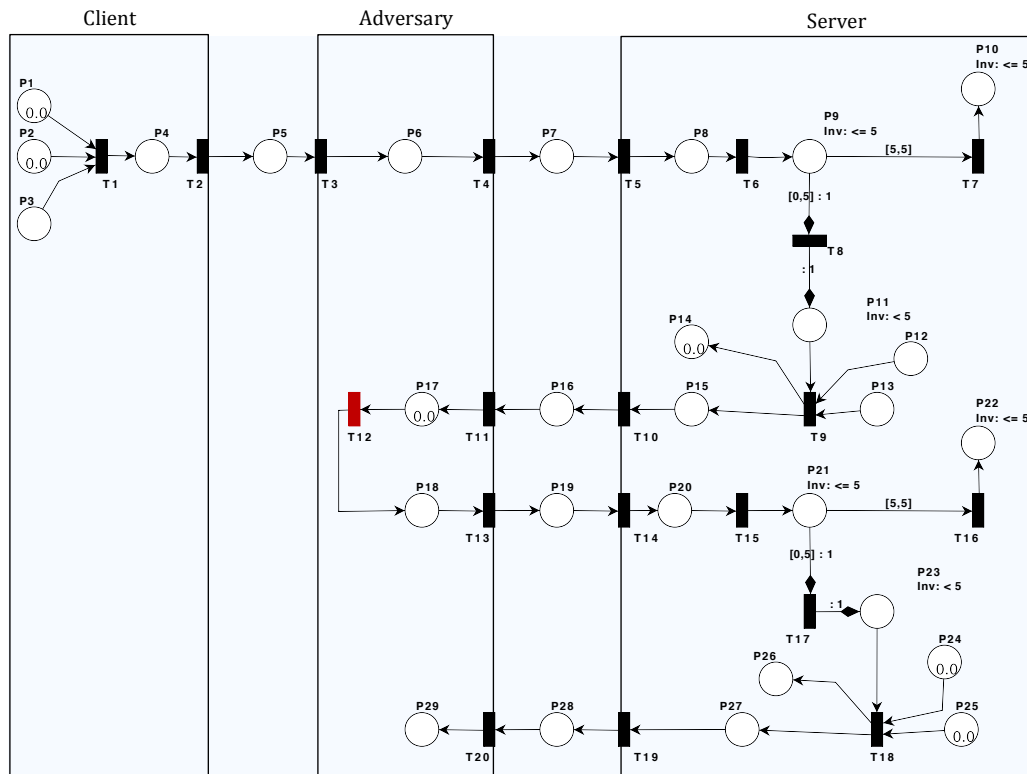 Client
Adversary
Server
P10
Inv: <= 5
P1
0.0
P2
0.0
P3
T1
P4
T2
P5
T3
P6
T4
P7
T5
P8
T6
P9
Inv: <= 5
[5,5]
T7
[0,5] : 1
T8
: 1
P11
Inv: < 5
P14
0.0
P12
P13
P22
Inv: <= 5
P17
0.0
P16
P15
T12
T11
T10
T9
P21
Inv: <= 5
P18
P19
P20
[5,5]
T13
T14
T15
T16
[0,5] : 1
P23
Inv: < 5
: 1
T17
P24
0.0
P26
P29
P28
P27
P25
0.0
T20
T19
T18